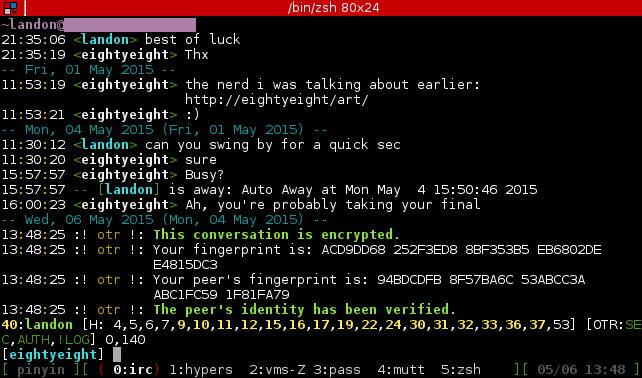 /bin/zsh 80x24
~landon@
21:35:06 <landon> best of luck
21:35:19 <eightyeight> Thx
-- Fri, 01 May 2015 --
11:53:19 <eightyeight> the nerd i was talking about earlier:
http://eightyeight/art/
11:53:21 <eightyeight> :)
-- Mon, 04 May 2015 (Fri, 01 May 2015) --
11:30:12 <landon> can you swing by for a quick sec
11:30:20 <eightyeight> sure
15:57:57 <eightyeight> Busy?
15:57:57 -- [landon] is away: Auto Away at Mon May  4 15:50:46 2015
16:00:23 <eightyeight> Ah, you're probably taking your final
-- Wed, 06 May 2015 (Mon, 04 May 2015) --
13:48:25 :! otr !: This conversation is encrypted.
13:48:25 :! otr !: Your fingerprint is: ACD9DD68 252F3ED8 8BF353B5 EB6802DE
E4815DC3
13:48:25 :! otr !: Your peer's fingerprint is: 94BDCDFB 8F57BA6C 53ABCC3A
ABC1FC59 1F81FA79
13:48:25 :! otr !: The peer's identity has been verified.
40:landon [H: 4,5,6,7,9,10,11,12,15,16,17,19,22,24,30,31,32,33,36,37,53] [OTR:SE
C,AUTH,!LOG] 0,140
[eightyeight]
[ pinyin ][ ( 0:irc) 1:hypers  2:vms-Z 3:pass  4:mutt  5:zsh    ][ 05/06 13:48 ]